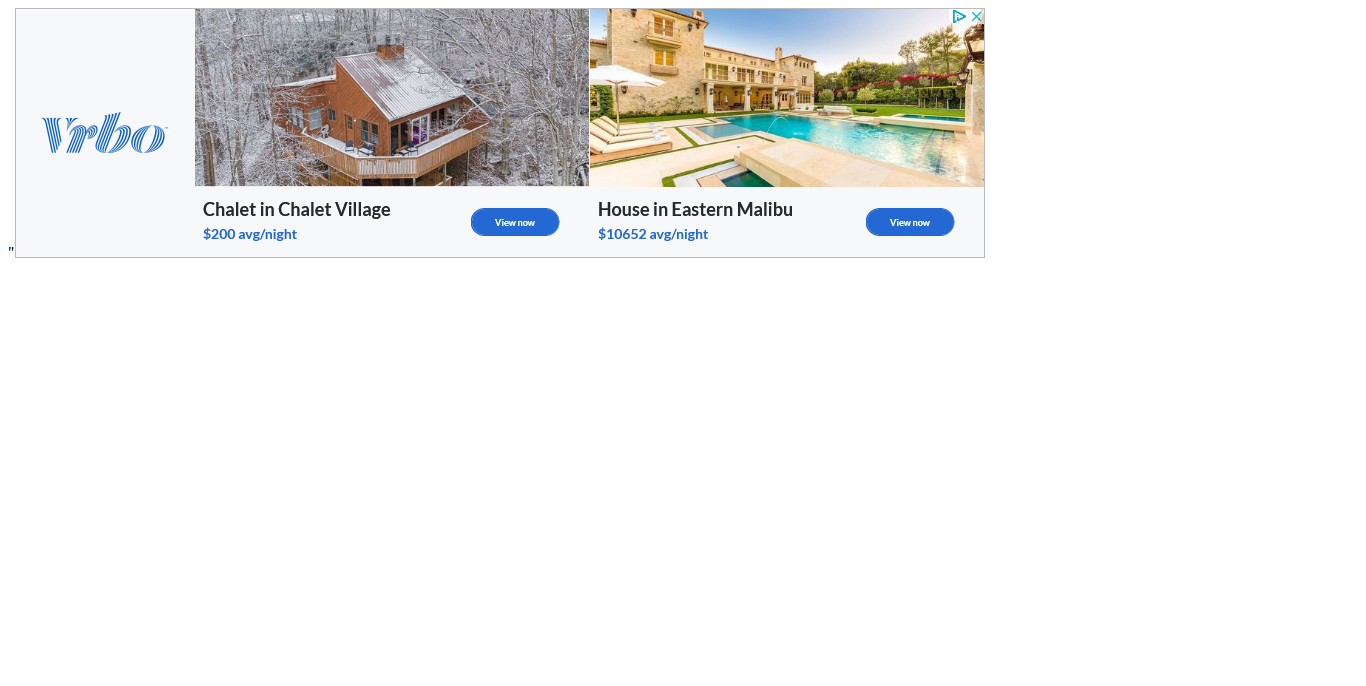 Vrbo
Chalet in Chalet Village
$200 avg/night
View now
House in Eastern Malibu
$10652 avg/night
View now
"